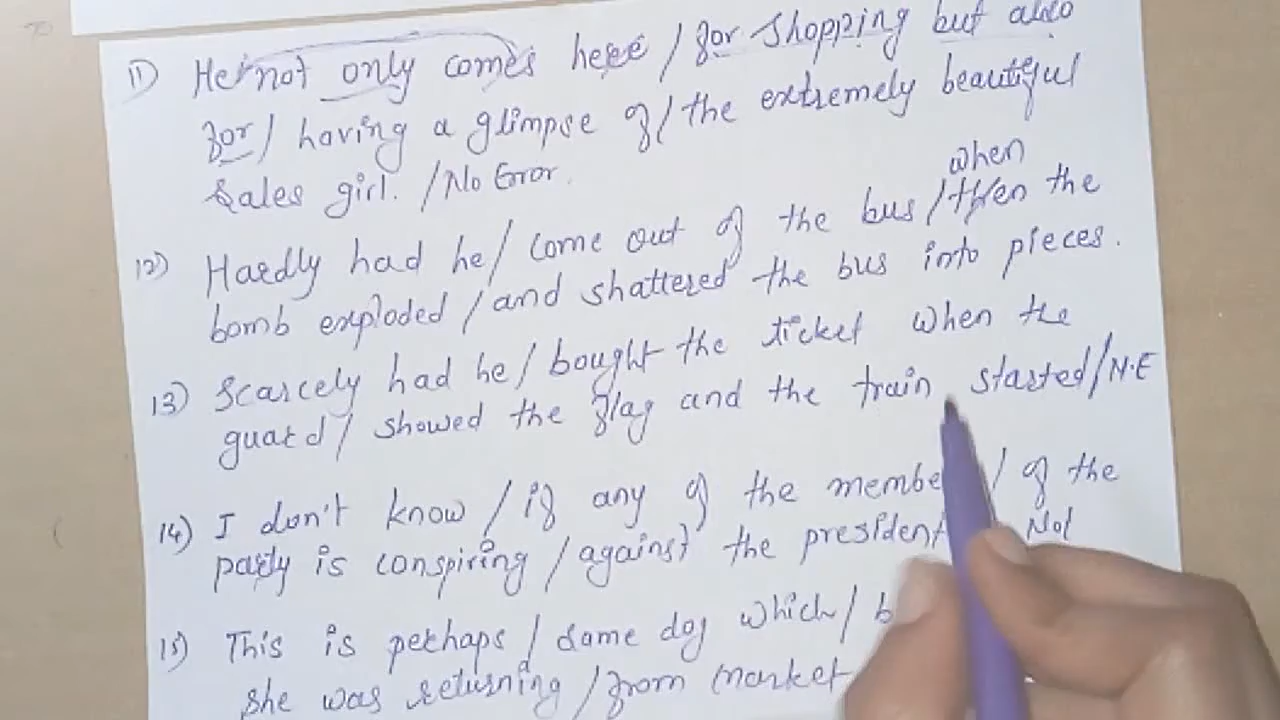 11) He not only comes here / for shopping but also
for / having a glimpse of / the extremely beautiful
sales girl. / No Error.
when
12) Hardly had he / come out of the bus / then the
bomb exploded / and shattered the bus into pieces.
13) Scarcely had he / bought the ticket when the
guard / showed the flag and the train started / N.E
14) I don't know / if any of the membe / of the
party is conspiring / against the president
15) This is perhaps / same dog which /
she was returning / from market